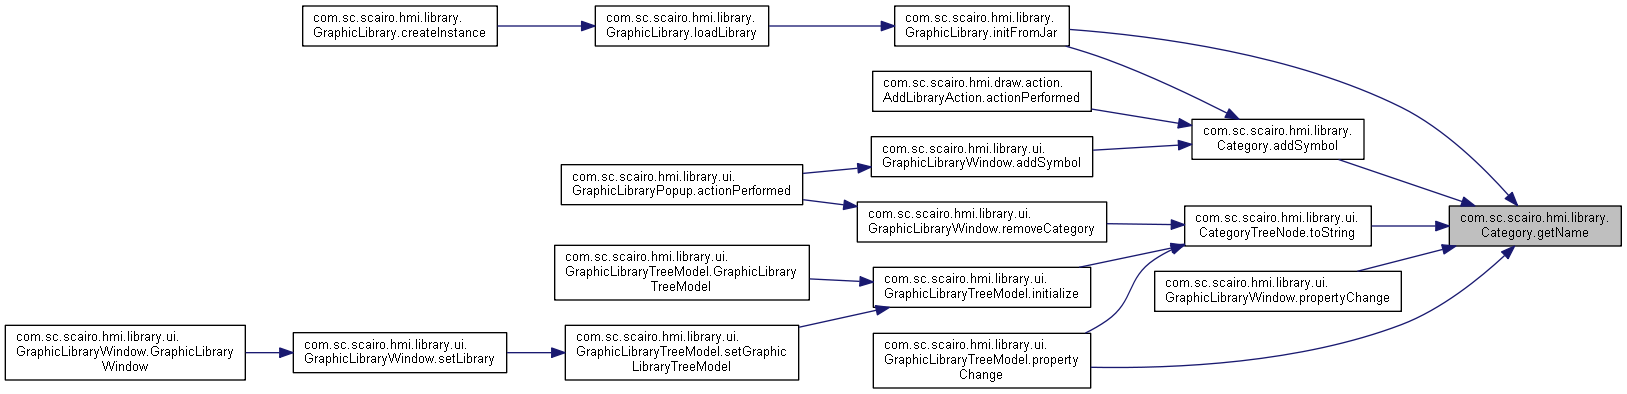 com.sc.scairo.hmi.library.
GraphicLibrary.createInstance
com.sc.scairo.hmi.library.
GraphicLibrary.loadLibrary
com.sc.scairo.hmi.library.
GraphicLibrary.initFromJar
com.sc.scairo.hmi.draw.action.
AddLibraryAction.actionPerformed
com.sc.scairo.hmi.library.
Category.addSymbol
com.sc.scairo.hmi.library.ui.
GraphicLibraryWindow.addSymbol
com.sc.scairo.hmi.library.ui.
GraphicLibraryPopup.actionPerformed
com.sc.scairo.hmi.library.ui.
GraphicLibraryWindow.removeCategory
com.sc.scairo.hmi.library.ui.
CategoryTreeNode.toString
com.sc.scairo.hmi.library.
Category.getName
com.sc.scairo.hmi.library.ui.
GraphicLibraryTreeModel.GraphicLibrary
TreeModel
com.sc.scairo.hmi.library.ui.
GraphicLibraryTreeModel.initialize
com.sc.scairo.hmi.library.ui.
GraphicLibraryWindow.propertyChange
com.sc.scairo.hmi.library.ui.
GraphicLibraryWindow.GraphicLibrary
Window
com.sc.scairo.hmi.library.ui.
GraphicLibraryWindow.setLibrary
com.sc.scairo.hmi.library.ui.
GraphicLibraryTreeModel.setGraphic
LibraryTreeModel
com.sc.scairo.hmi.library.ui.
GraphicLibraryTreeModel.property
Change